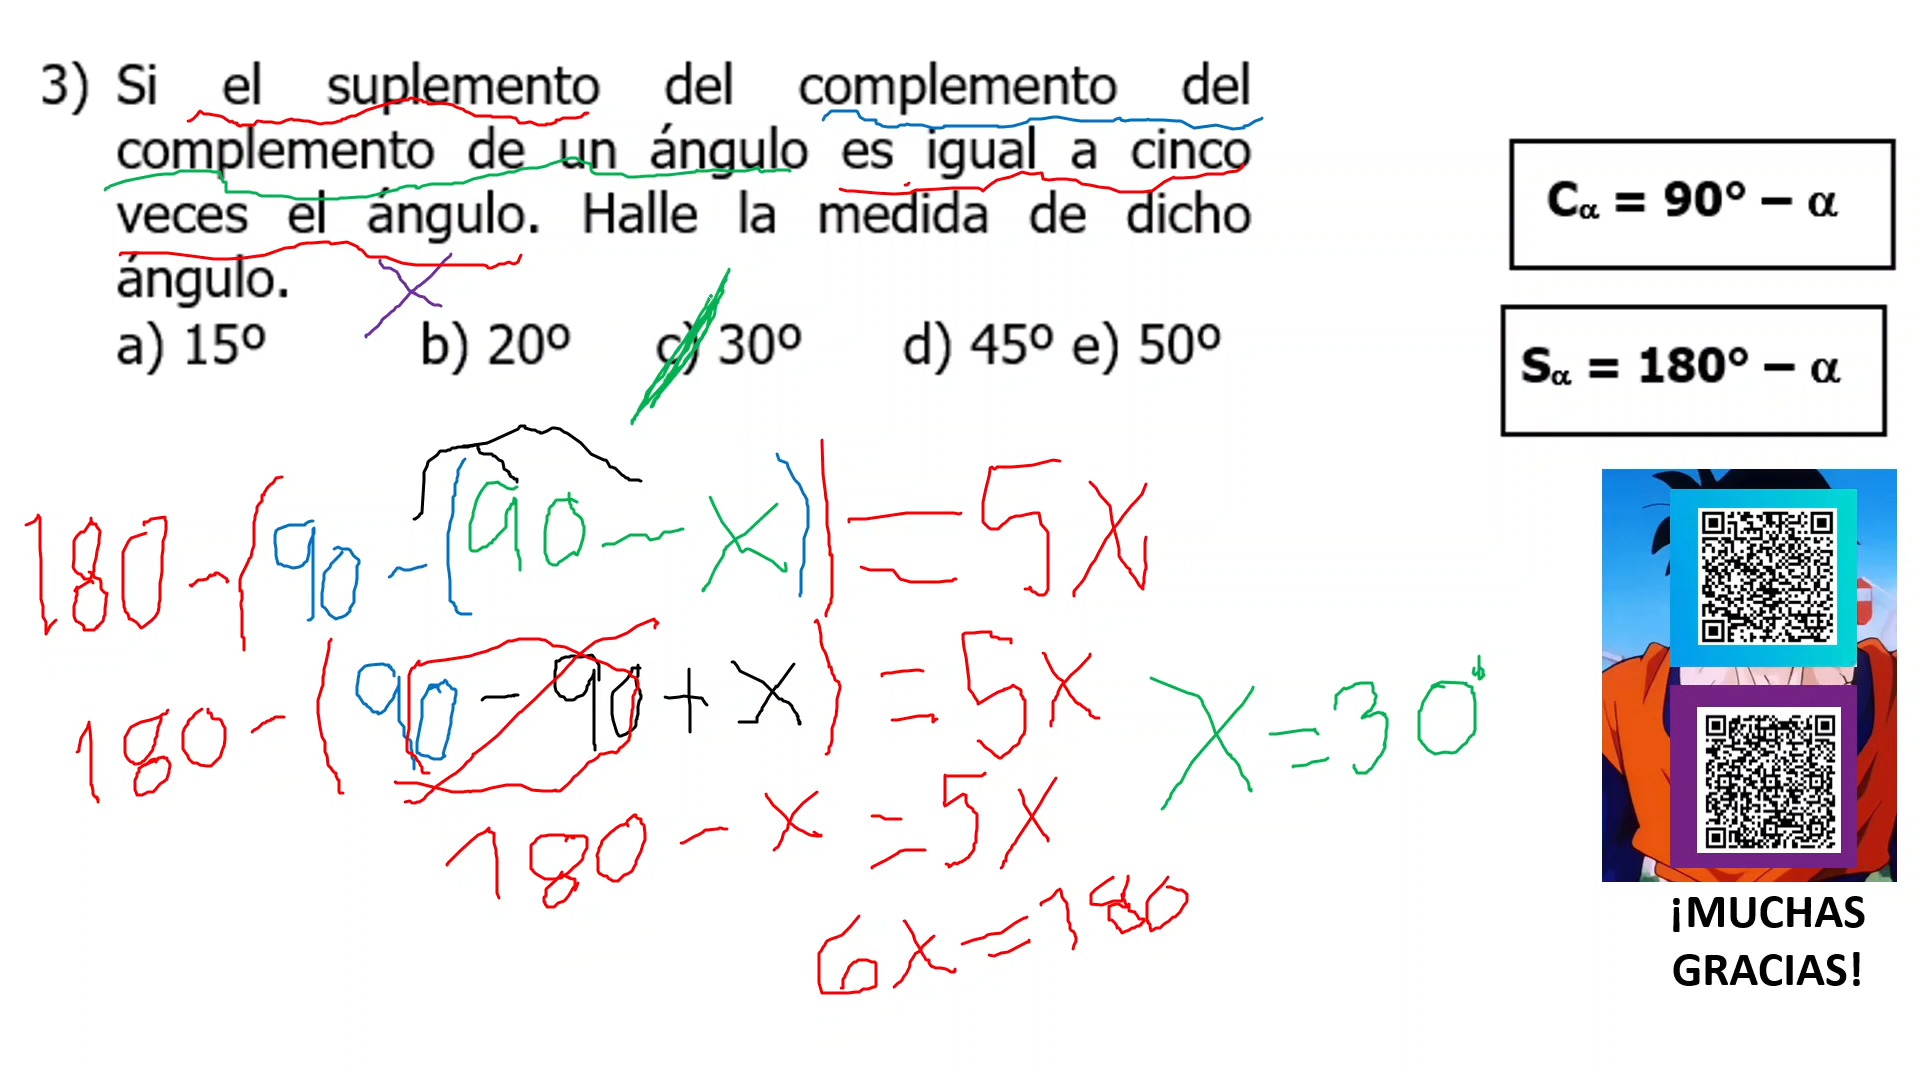 3) Si el suplemento del complemento del
complemento de un ángulo es igual a cinco
veces el ángulo. Halle la medida de dicho
ángulo.
x
a) 15º b) 20º c) 30º d) 45º e) 50º
Cα = 90° – α
Sα = 180° – α
180 - (90 - (90 - x)) = 5x
180 - (90 - 90 + x) = 5x
180 - x = 5x
6x = 180
x = 30°
¡MUCHAS
GRACIAS!